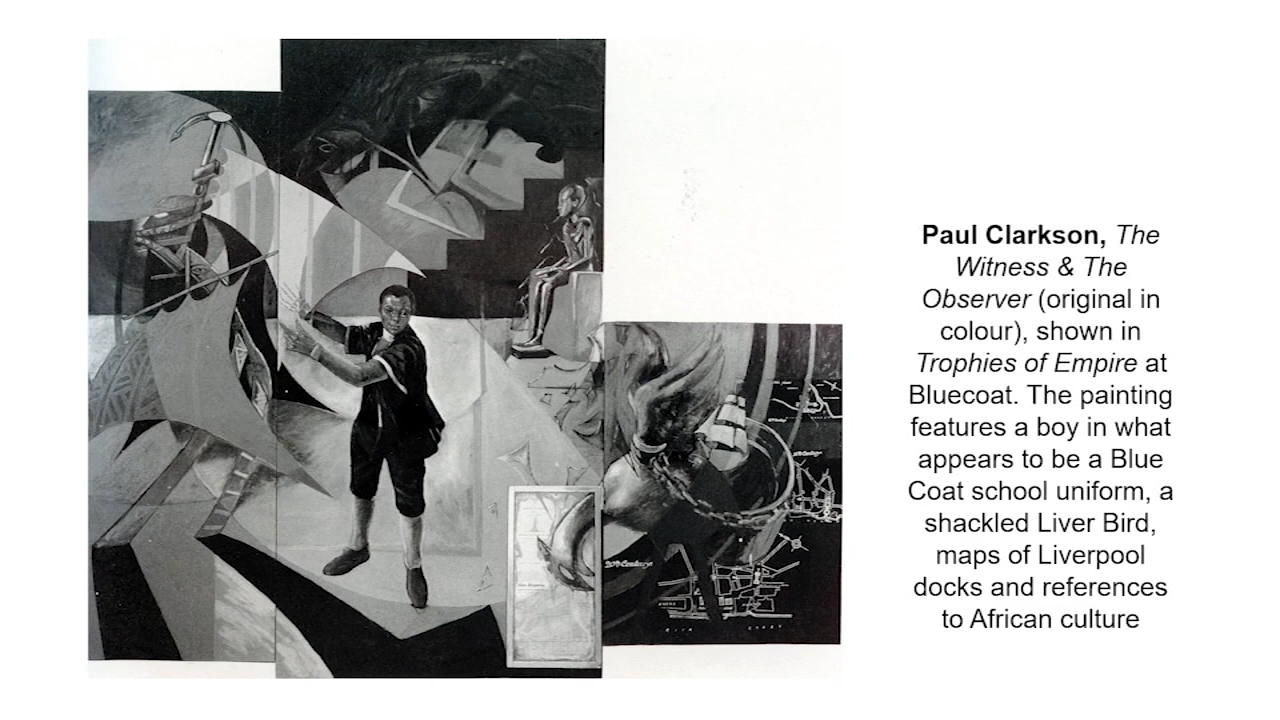 Paul Clarkson, The
Witness & The
Observer (original in
colour), shown in
Trophies of Empire at
Bluecoat. The painting
features a boy in what
appears to be a Blue
Coat school uniform, a
shackled Liver Bird,
maps of Liverpool
docks and references
to African culture
20th Century